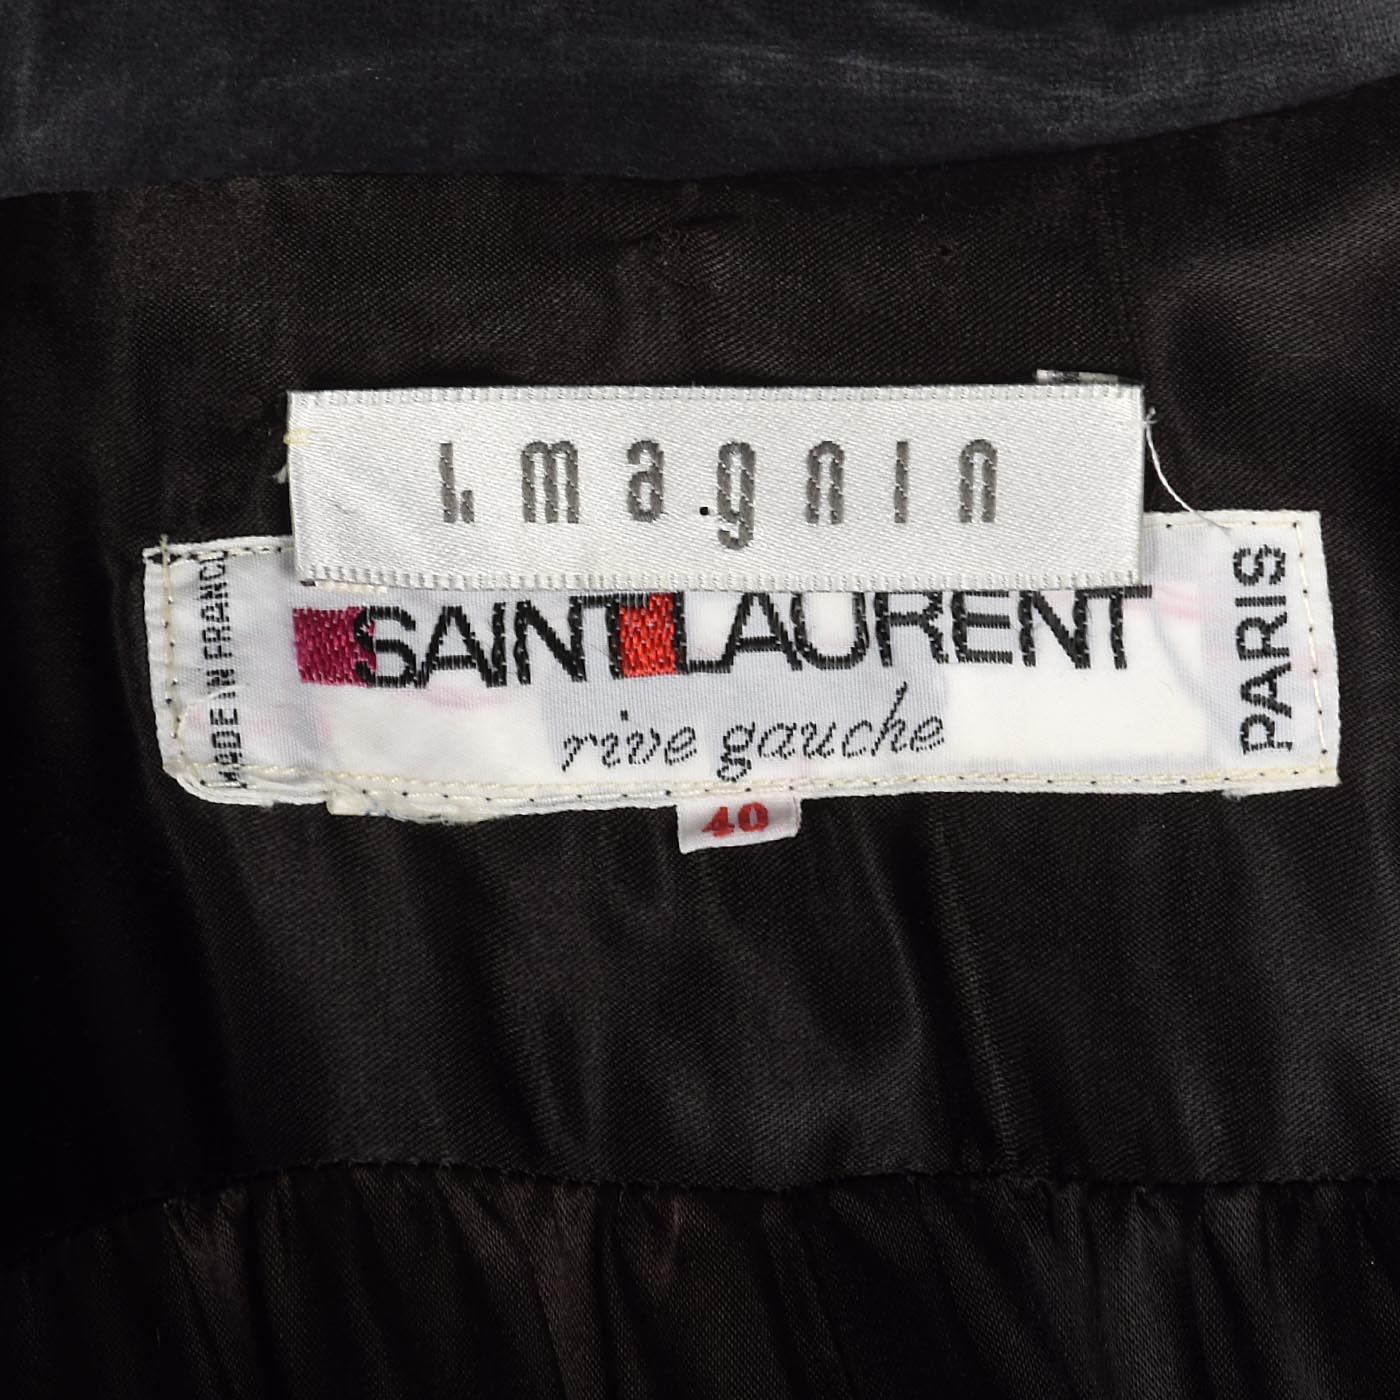 I. magnin
SAINT LAURENT
rive gauche
MADE IN FRANCE
PARIS
40